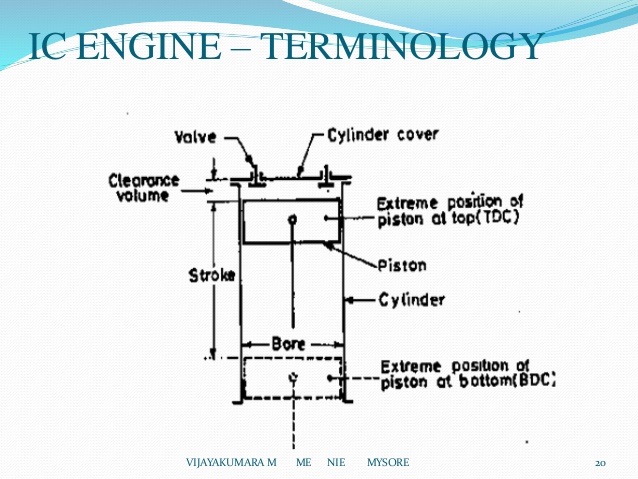 IC ENGINE – TERMINOLOGY
Valve
Cylinder cover
Clearance
volume
Extreme position of
piston at top(TDC)
Piston
Stroke
Cylinder
Bore
Extreme position of
piston at bottom(BDC)
VIJAYAKUMARA M ME NIE MYSORE 20